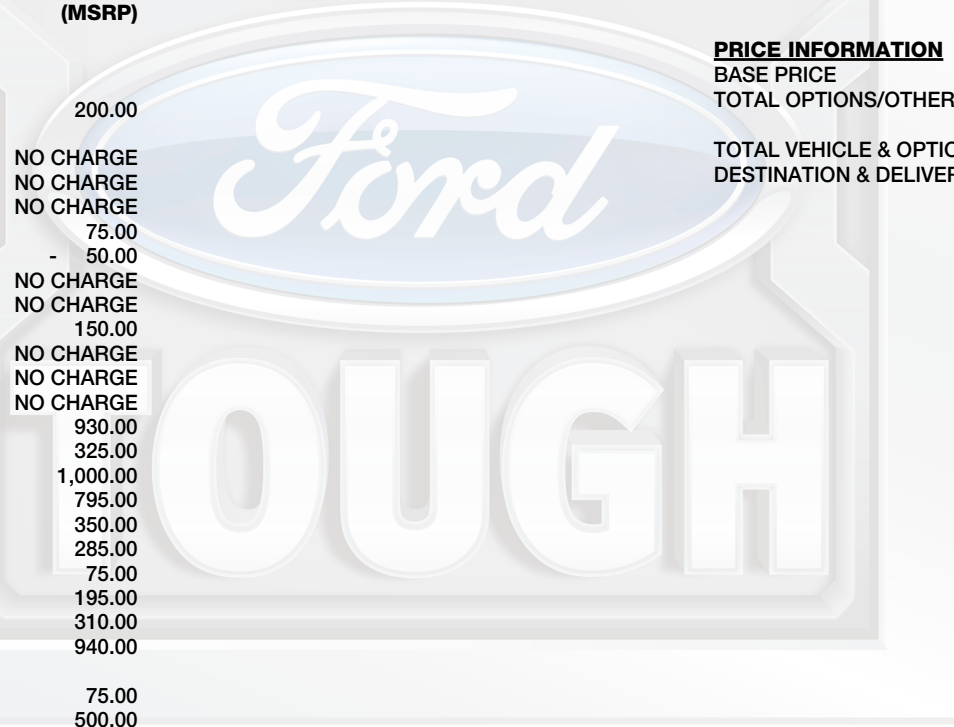 (MSRP)
200.00
NO CHARGE
NO CHARGE
NO CHARGE
75.00
- 50.00
NO CHARGE
NO CHARGE
150.00
NO CHARGE
NO CHARGE
NO CHARGE
930.00
325.00
1,000.00
795.00
350.00
285.00
75.00
195.00
310.00
940.00
75.00
500.00
PRICE INFORMATION
BASE PRICE
TOTAL OPTIONS/OTHER
TOTAL VEHICLE & OPTIO
DESTINATION & DELIVER
Ford
TOUGH